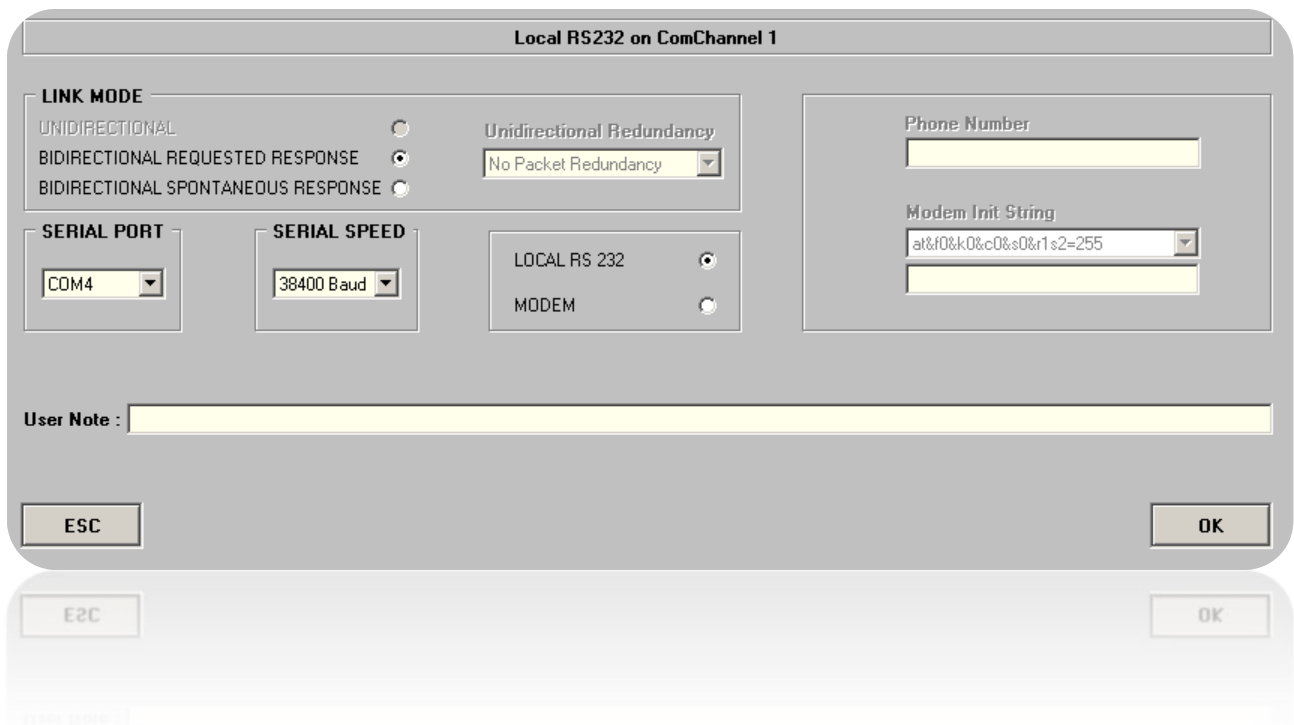 Local RS232 on ComChannel 1
LINK MODE
UNIDIRECTIONAL
BIDIRECTIONAL REQUESTED RESPONSE
BIDIRECTIONAL SPONTANEOUS RESPONSE
Unidirectional Redundancy
No Packet Redundancy
Phone Number
Modem Init String
at&f0&k0&c0&s0&r1s2=255
SERIAL PORT
COM4
SERIAL SPEED
38400 Baud
LOCAL RS 232
MODEM
User Note :
ESC
OK
ESC
OK